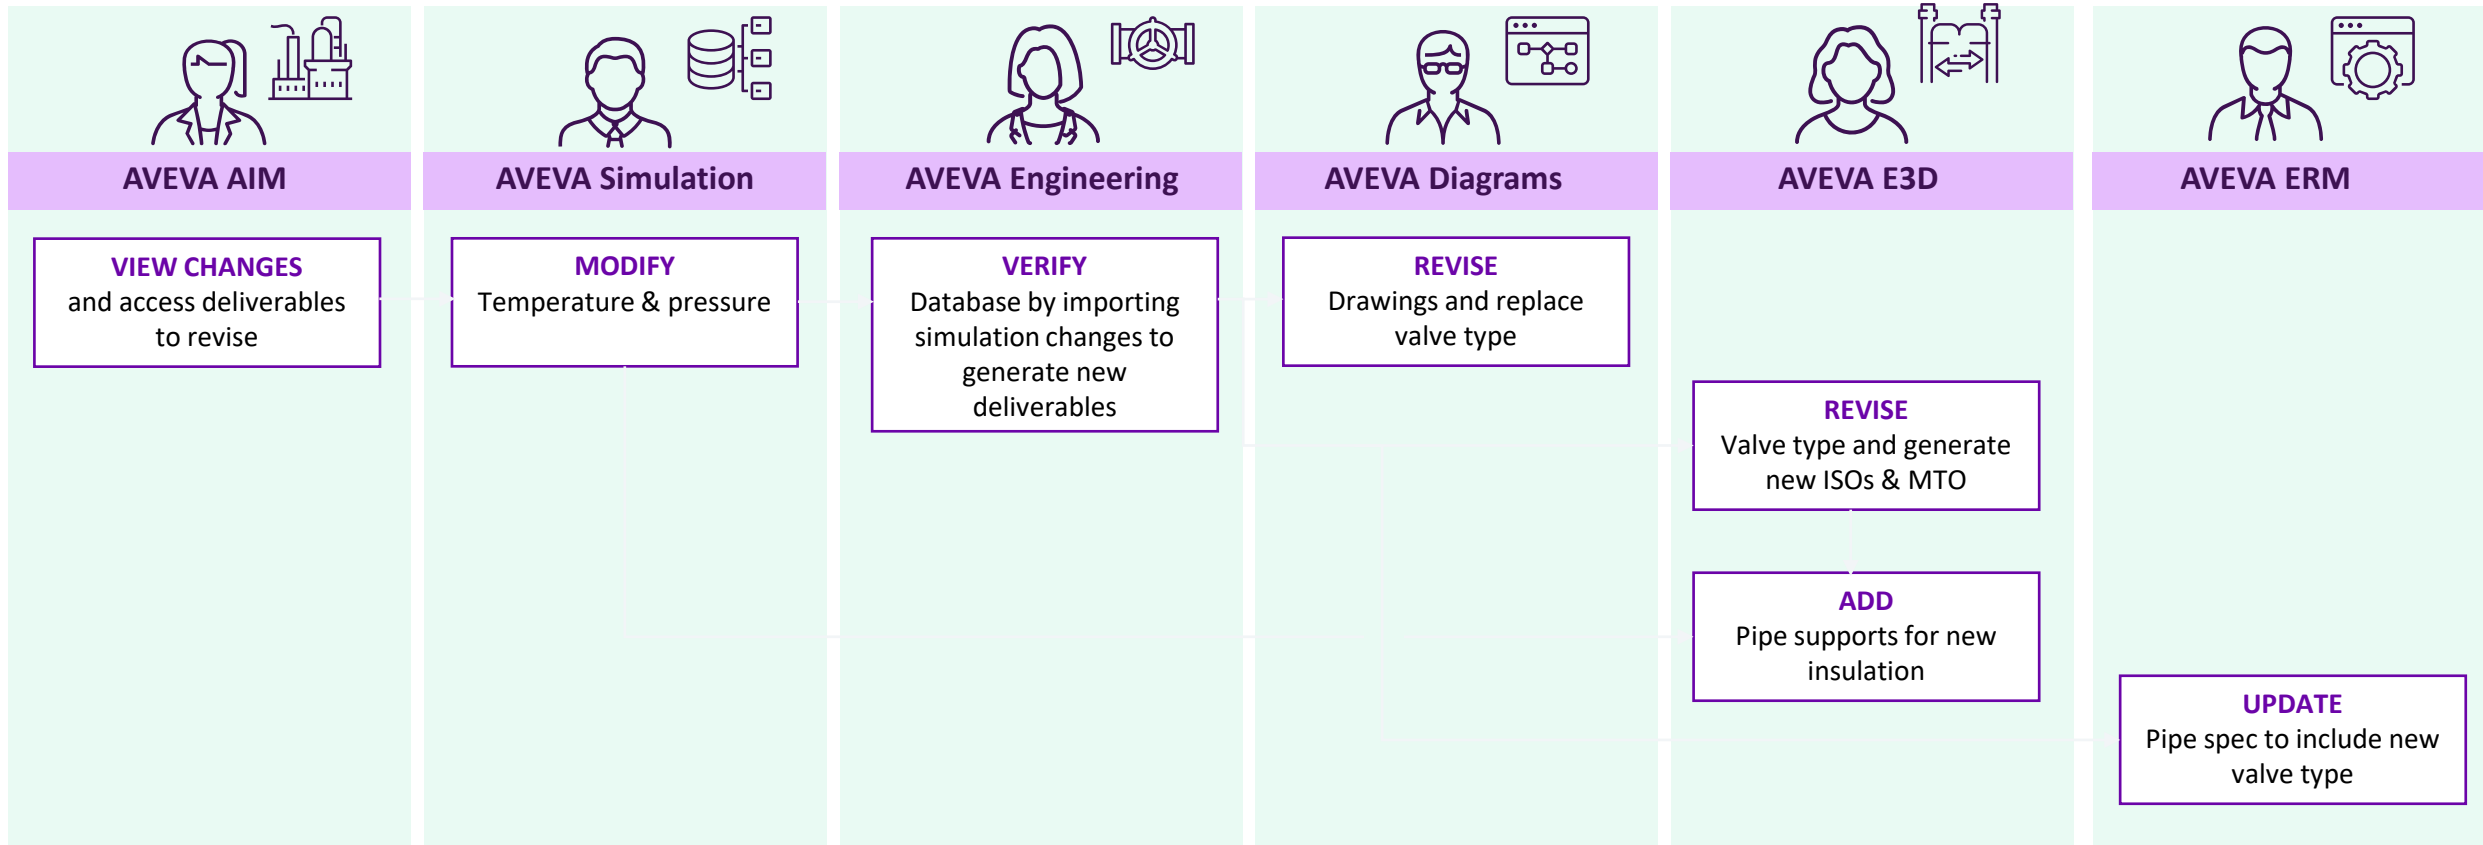 AVEVA AIM
AVEVA Simulation
AVEVA Engineering
AVEVA Diagrams
AVEVA E3D
AVEVA ERM
VIEW CHANGES
and access deliverables
to revise
MODIFY
Temperature & pressure
VERIFY
Database by importing
simulation changes to
generate new
deliverables
REVISE
Drawings and replace
valve type
REVISE
Valve type and generate
new ISOs & MTO
ADD
Pipe supports for new
insulation
UPDATE
Pipe spec to include new
valve type